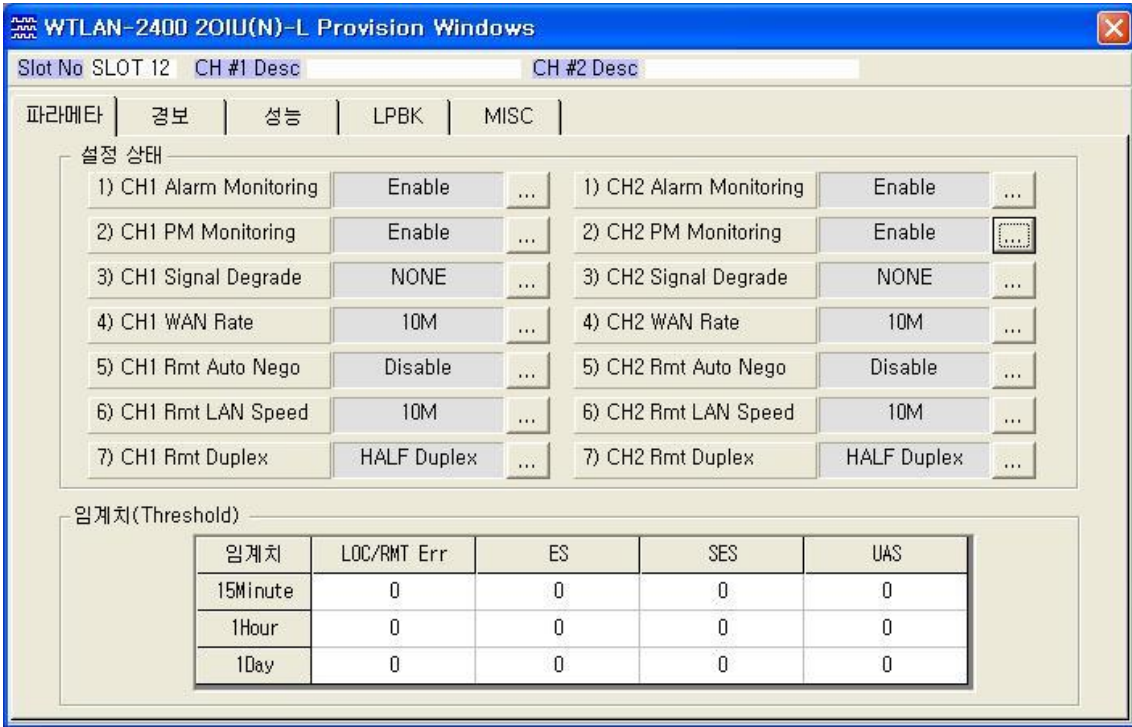 WTLAN-2400 2OIU(N)-L Provision Windows
Slot No SLOT 12 CH #1 Desc CH #2 Desc
파라메타 경보 성능 LPBK MISC
설정 상태
1) CH1 Alarm Monitoring Enable ... 1) CH2 Alarm Monitoring Enable ...
2) CH1 PM Monitoring Enable ... 2) CH2 PM Monitoring Enable ...
3) CH1 Signal Degrade NONE ... 3) CH2 Signal Degrade NONE ...
4) CH1 WAN Rate 10M ... 4) CH2 WAN Rate 10M ...
5) CH1 Rmt Auto Nego Disable ... 5) CH2 Rmt Auto Nego Disable ...
6) CH1 Rmt LAN Speed 10M ... 6) CH2 Rmt LAN Speed 10M ...
7) CH1 Rmt Duplex HALF Duplex ... 7) CH2 Rmt Duplex HALF Duplex ...
임계치(Threshold)
임계치 LOC/RMT Err ES SES UAS
15Minute 0 0 0 0
1Hour 0 0 0 0
1Day 0 0 0 0